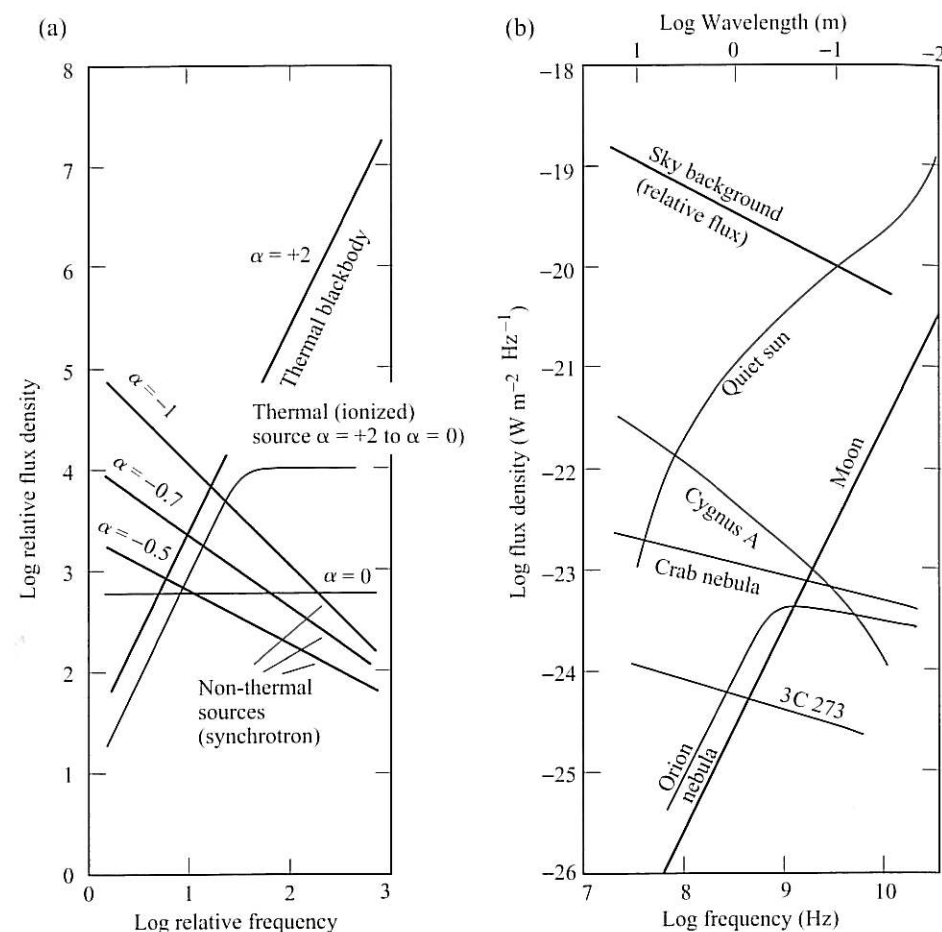 (a)
8
7
6
5
4
3
2
1
0
0
1
2
3
Log relative flux density
Log relative frequency
α = +2
Thermal blackbody
α = −1
α = −0.7
α = −0.5
Thermal (ionized)
source α = +2 to α = 0)
α = 0
Non-thermal
sources
(synchrotron)
(b)
Log Wavelength (m)
1
0
−1
−2
−18
−19
−20
−21
−22
−23
−24
−25
−26
7
8
9
10
Log flux density (W m⁻² Hz⁻¹)
Log frequency (Hz)
Sky background
(relative flux)
Quiet sun
Moon
Cygnus A
Crab nebula
3C 273
Orion
nebula